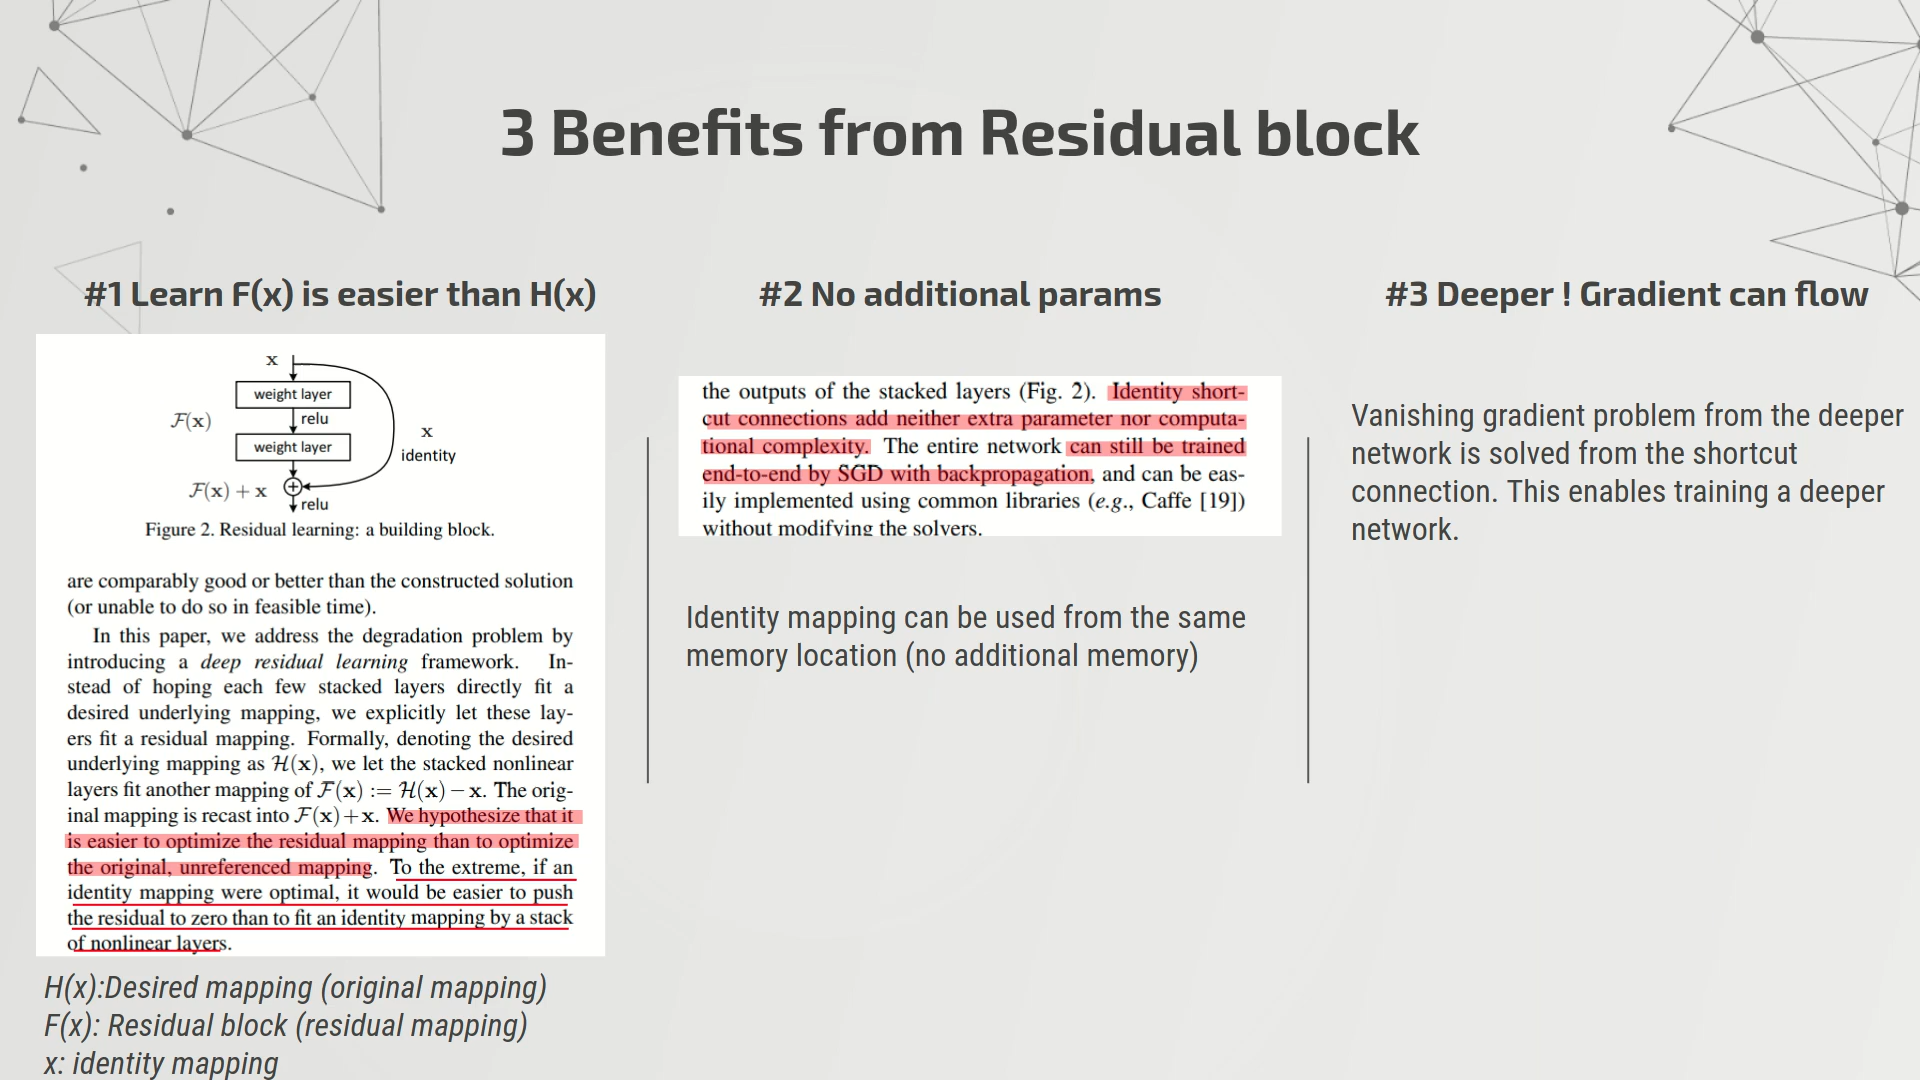 3 Benefits from Residual block
#1 Learn F(x) is easier than H(x)
x
weight layer
F(x)
relu
weight layer
x
identity
F(x) + x
relu
Figure 2. Residual learning: a building block.
are comparably good or better than the constructed solution
(or unable to do so in feasible time).
In this paper, we address the degradation problem by
introducing a deep residual learning framework. In-
stead of hoping each few stacked layers directly fit a
desired underlying mapping, we explicitly let these lay-
ers fit a residual mapping. Formally, denoting the desired
underlying mapping as H(x), we let the stacked nonlinear
layers fit another mapping of F(x) := H(x) − x. The orig-
inal mapping is recast into F(x)+x. We hypothesize that it
is easier to optimize the residual mapping than to optimize
the original, unreferenced mapping. To the extreme, if an
identity mapping were optimal, it would be easier to push
the residual to zero than to fit an identity mapping by a stack
of nonlinear layers.
H(x):Desired mapping (original mapping)
F(x): Residual block (residual mapping)
x: identity mapping
#2 No additional params
the outputs of the stacked layers (Fig. 2). Identity short-
cut connections add neither extra parameter nor computa-
tional complexity. The entire network can still be trained
end-to-end by SGD with backpropagation, and can be eas-
ily implemented using common libraries (e.g., Caffe [19])
without modifying the solvers.
Identity mapping can be used from the same
memory location (no additional memory)
#3 Deeper ! Gradient can flow
Vanishing gradient problem from the deeper
network is solved from the shortcut
connection. This enables training a deeper
network.